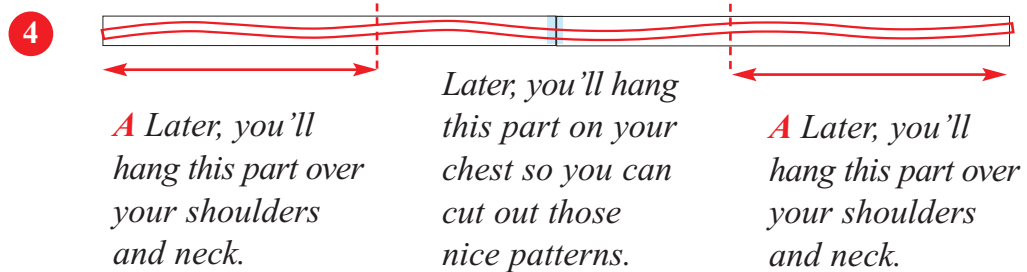 4
A Later, you’ll
hang this part over
your shoulders
and neck.
Later, you’ll hang
this part on your
chest so you can
cut out those
nice patterns.
A Later, you’ll
hang this part over
your shoulders
and neck.